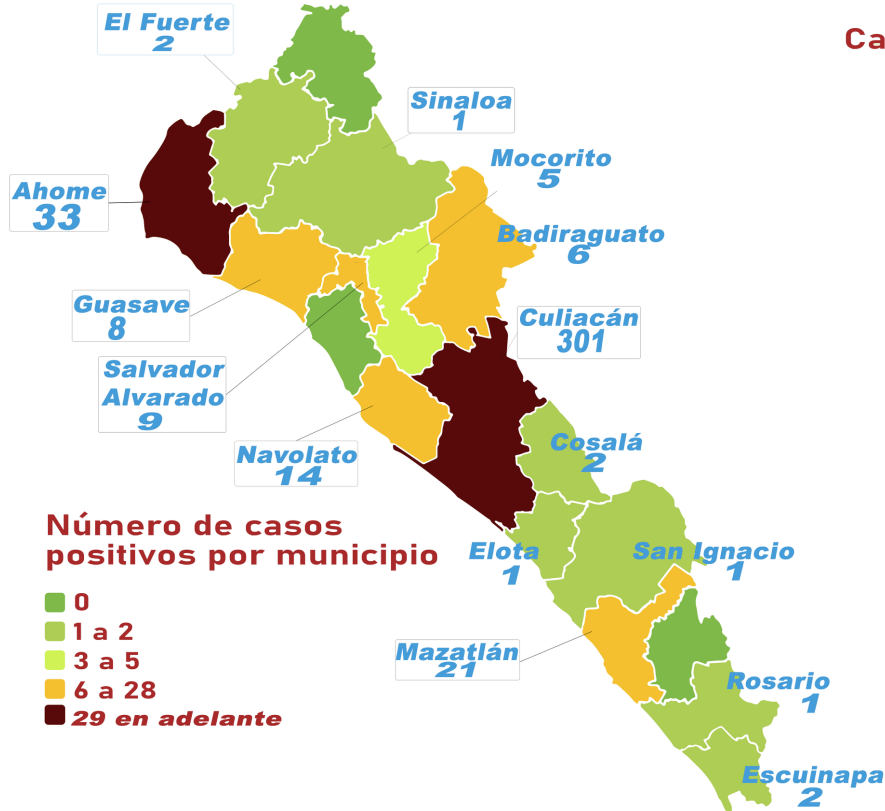 El Fuerte
2
Ca
Sinaloa
1
Mocorito
5
Ahome
33
Badiraguato
6
Guasave
8
Culiacán
301
Salvador
Alvarado
9
Navolato
14
Cosalá
2
Número de casos
positivos por municipio
Elota
1
San Ignacio
1
0
1 a 2
3 a 5
6 a 28
29 en adelante
Mazatlán
21
Rosario
1
Escuinapa
2